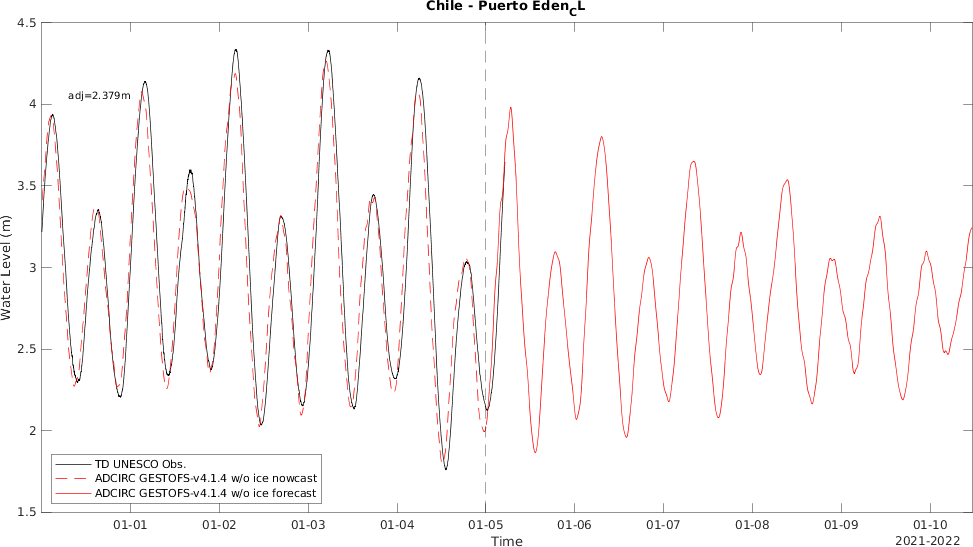 Chile - Puerto Eden_CL
4.5
4
3.5
3
2.5
2
1.5
Water Level (m)
adj=2.379m
TD UNESCO Obs.
ADCIRC GESTOFS-v4.1.4 w/o ice nowcast
ADCIRC GESTOFS-v4.1.4 w/o ice forecast
01-01 01-02 01-03 01-04 01-05 01-06 01-07 01-08 01-09 01-10
Time
2021-2022